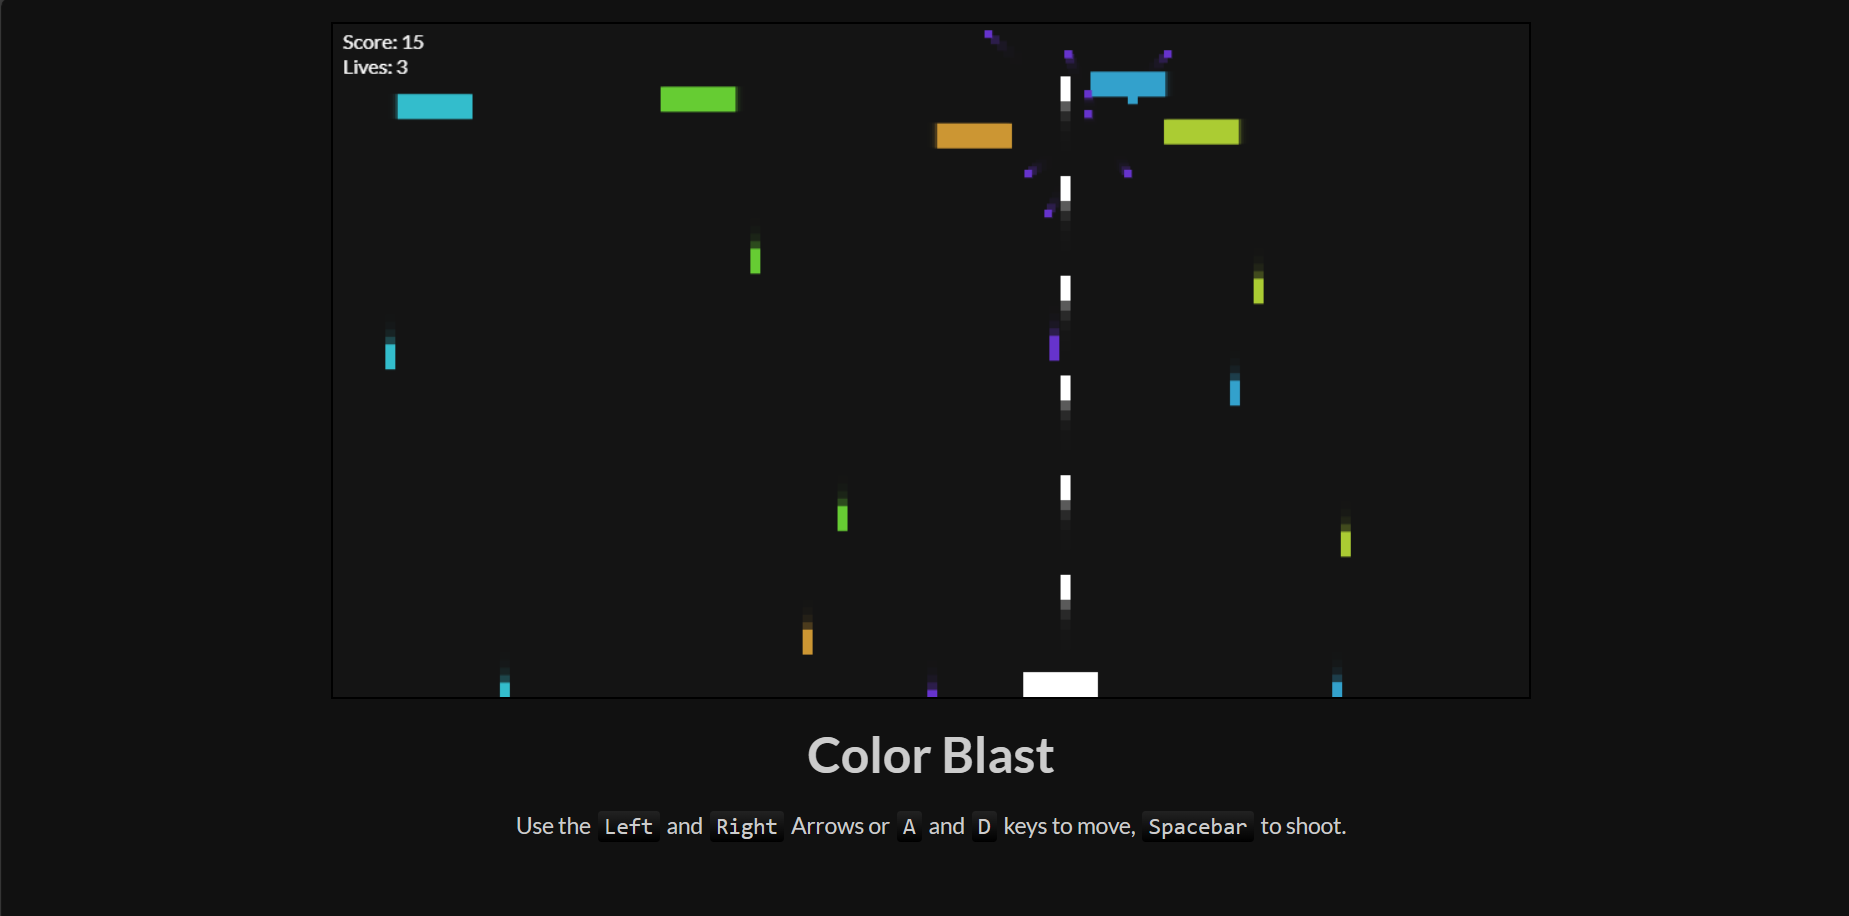 Score: 15
Lives: 3
Color Blast
Use the Left and Right Arrows or A and D keys to move, Spacebar to shoot.